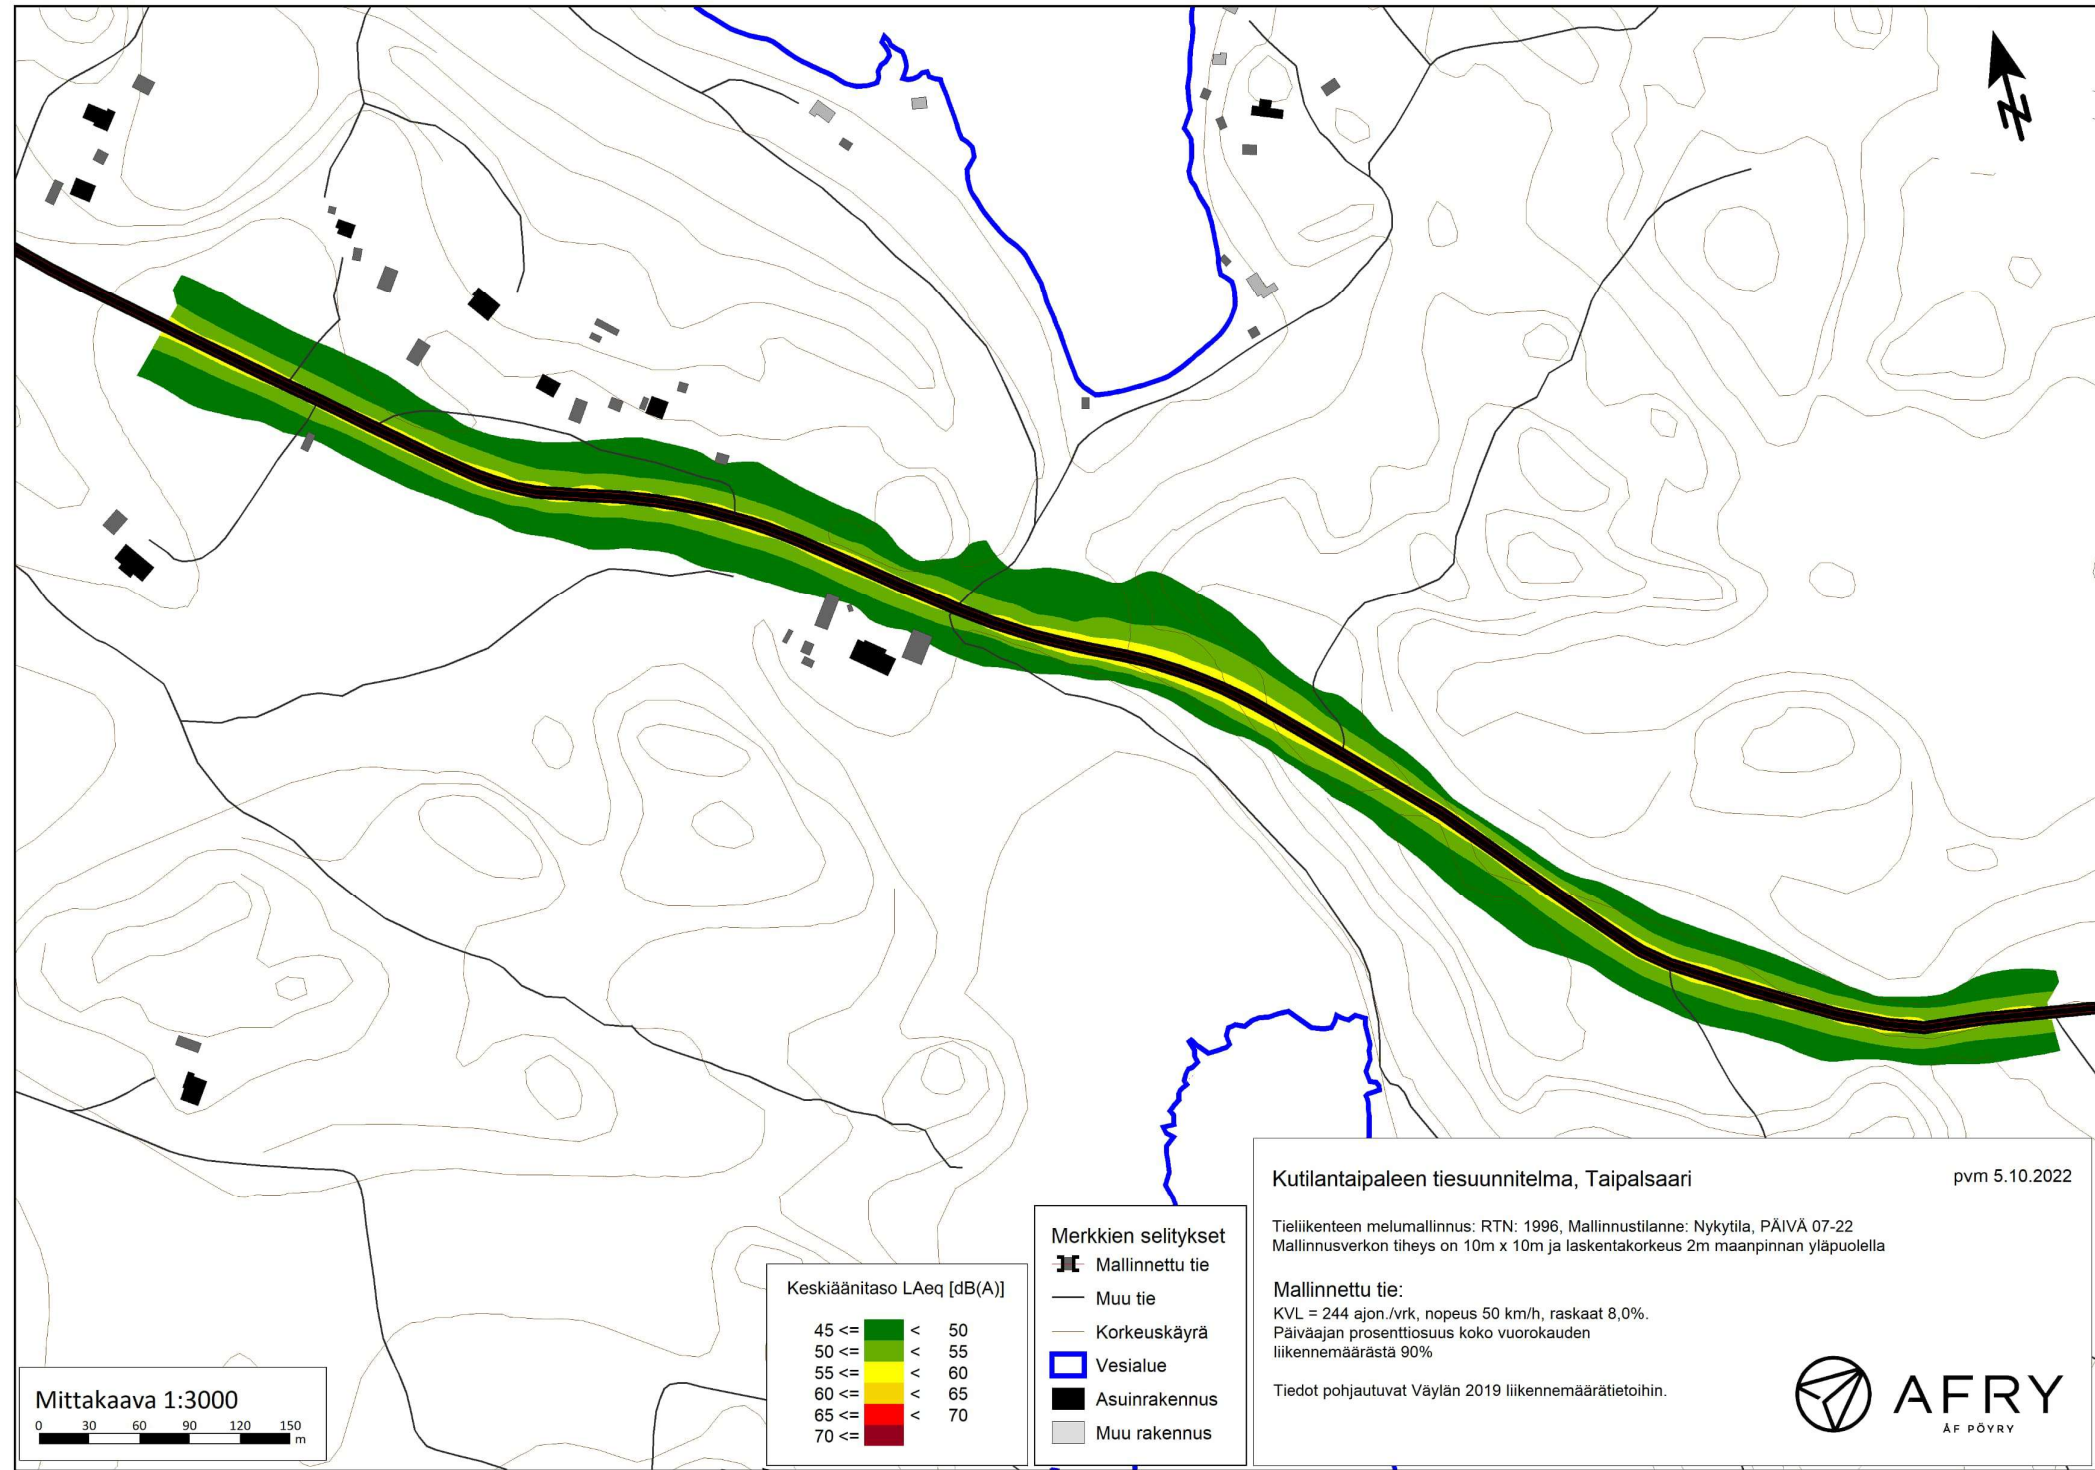 Mittakaava 1:3000
0 30 60 90 120 150
m
Keskiäänitaso LAeq [dB(A)]
45 <= < 50
50 <= < 55
55 <= < 60
60 <= < 65
65 <= < 70
70 <=
Merkkien selitykset
Mallinnettu tie
Muu tie
Korkeuskäyrä
Vesialue
Asuinrakennus
Muu rakennus
Kutilantaipaleen tiesuunnitelma, Taipalsaari pvm 5.10.2022
Tieliikenteen melumallinnus: RTN: 1996, Mallinnustilanne: Nykytila, PÄIVÄ 07-22
Mallinnusverkon tiheys on 10m x 10m ja laskentakorkeus 2m maanpinnan yläpuolella
Mallinnettu tie:
KVL = 244 ajon./vrk, nopeus 50 km/h, raskaat 8,0%.
Päiväajan prosenttiosuus koko vuorokauden
liikennemäärästä 90%
Tiedot pohjautuvat Väylän 2019 liikennemäärätietoihin.
AFRY
ÅF PÖYRY
N